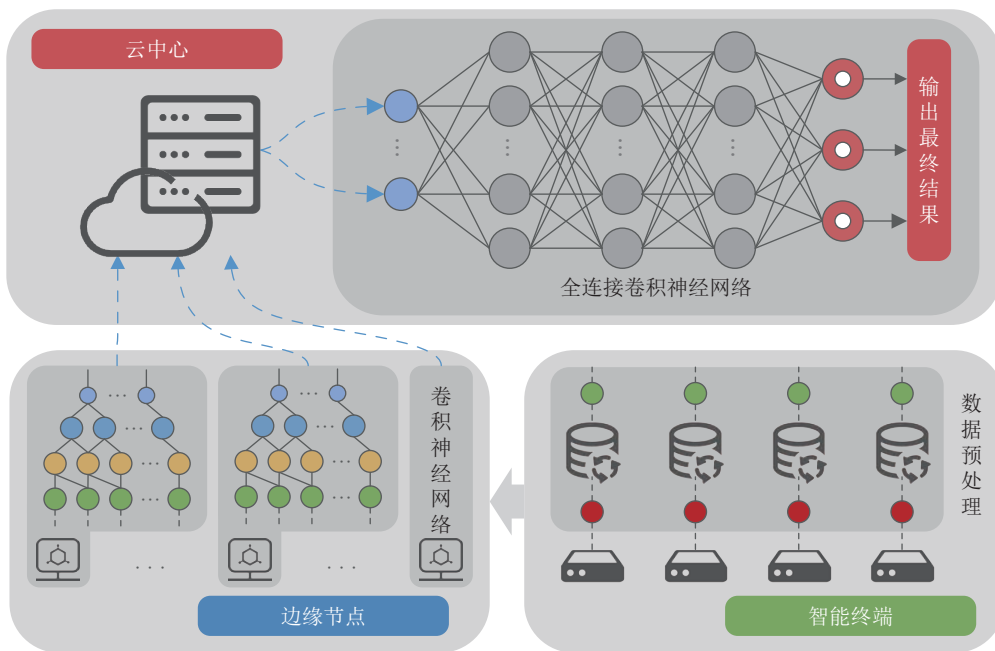 云中心
输出最终结果
全连接卷积神经网络
卷积神经网络
数据预处理
边缘节点
智能终端